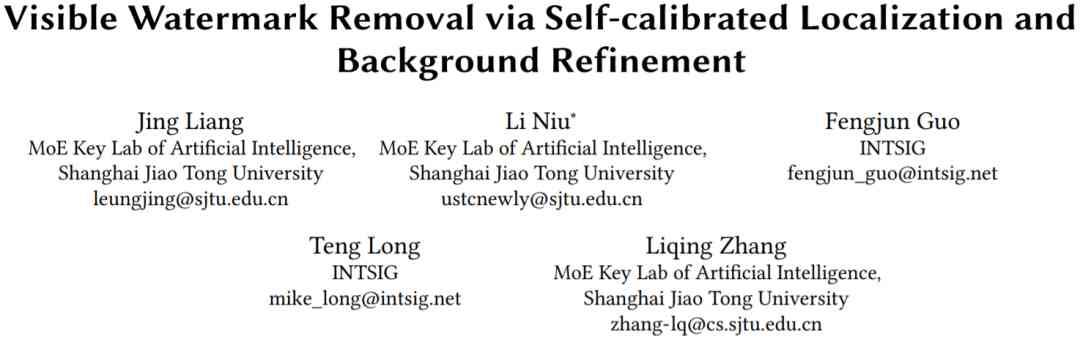 Visible Watermark Removal via Self-calibrated Localization and
Background Refinement
Jing Liang
MoE Key Lab of Artificial Intelligence,
Shanghai Jiao Tong University
leungjing@sjtu.edu.cn
Li Niu*
MoE Key Lab of Artificial Intelligence,
Shanghai Jiao Tong University
ustcnewly@sjtu.edu.cn
Fengjun Guo
INTSIG
fengjun_guo@intsig.net
Teng Long
INTSIG
mike_long@intsig.net
Liqing Zhang
MoE Key Lab of Artificial Intelligence,
Shanghai Jiao Tong University
zhang-lq@cs.sjtu.edu.cn